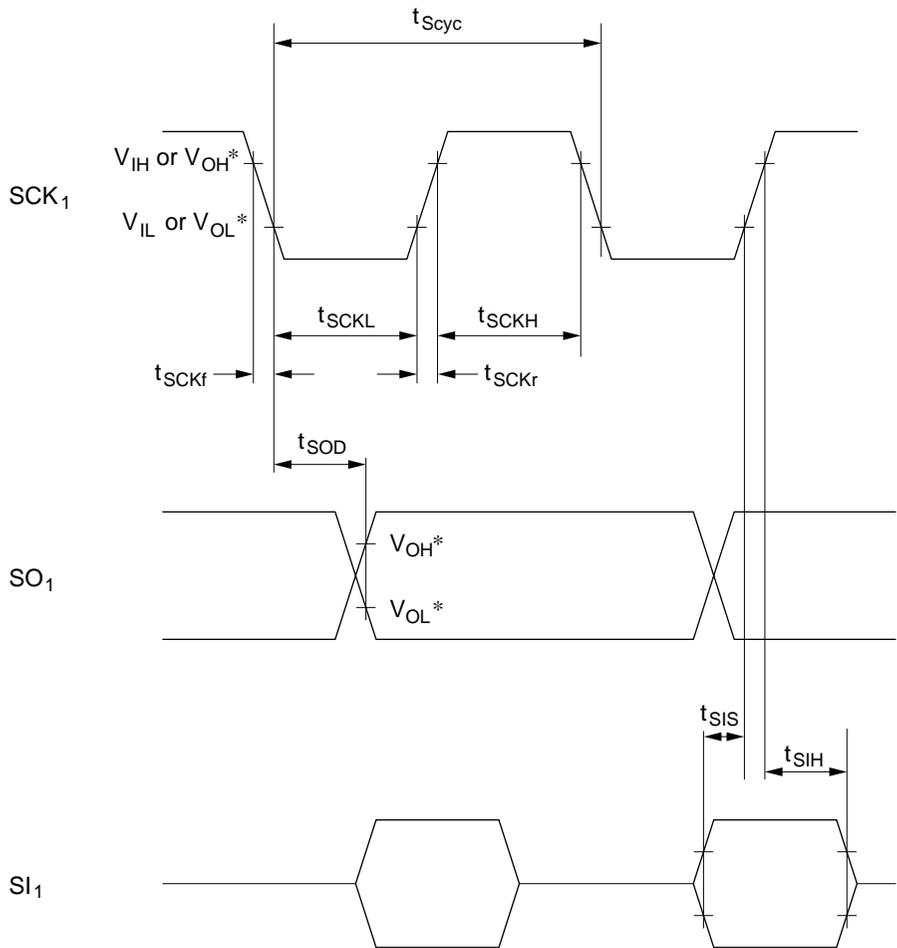 tScyc
VIH or VOH*
SCK1
VIL or VOL*
tSCKL
tSCKH
tSCKf
tSCKr
tSOD
VOH*
SO1
VOL*
tSIS
tSIH
SI1